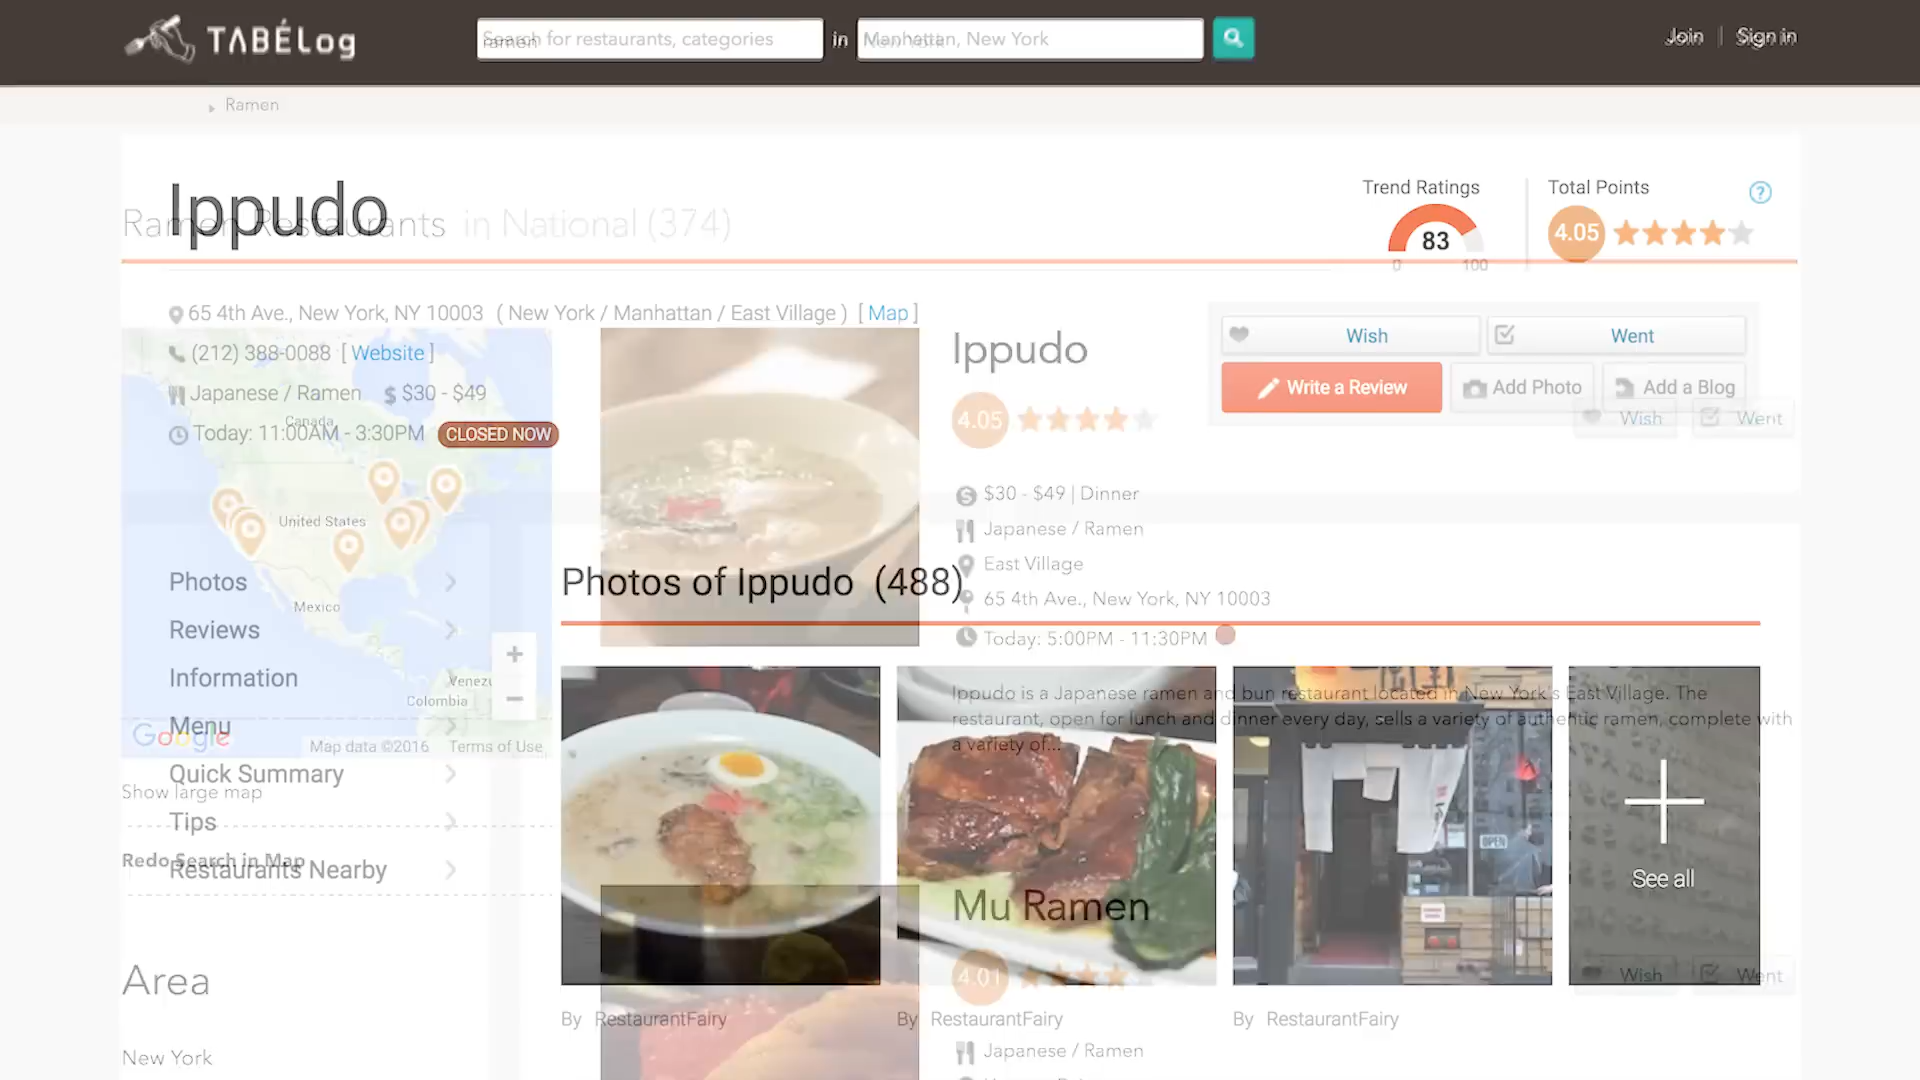 TABÉLog
Search for restaurants, categories
ramen
in
Manhattan, New York
Join
Sign in
Ramen
Ippudo
Ramen Restaurants in National (374)
Trend Ratings
83
0
100
Total Points
4.05
?
65 4th Ave., New York, NY 10003 ( New York / Manhattan / East Village ) [ Map ]
(212) 388-0088 [ Website ]
Japanese / Ramen $30 - $49
Today: 11:00AM - 3:30PM CLOSED NOW
Wish
Went
Write a Review
Add Photo
Add a Blog
Ippudo
4.05
Wish
Went
$30 - $49 | Dinner
Japanese / Ramen
East Village
65 4th Ave., New York, NY 10003
Today: 5:00PM - 11:30PM
Ippudo is a Japanese ramen and bun restaurant located in New York's East Village. The
restaurant, open for lunch and dinner every day, sells a variety of authentic ramen, complete with
a variety of...
Canada
United States
Mexico
Colombia
+
−
Google
Map data ©2016
Terms of Use
Show large map
Redo Search in Map
Photos
Reviews
Information
Menu
Quick Summary
Tips
Restaurants Nearby
Photos of Ippudo (488)
OPEN
See all
Mu Ramen
4.01
Wish
Went
By RestaurantFairy
By RestaurantFairy
By RestaurantFairy
Japanese / Ramen
Area
New York